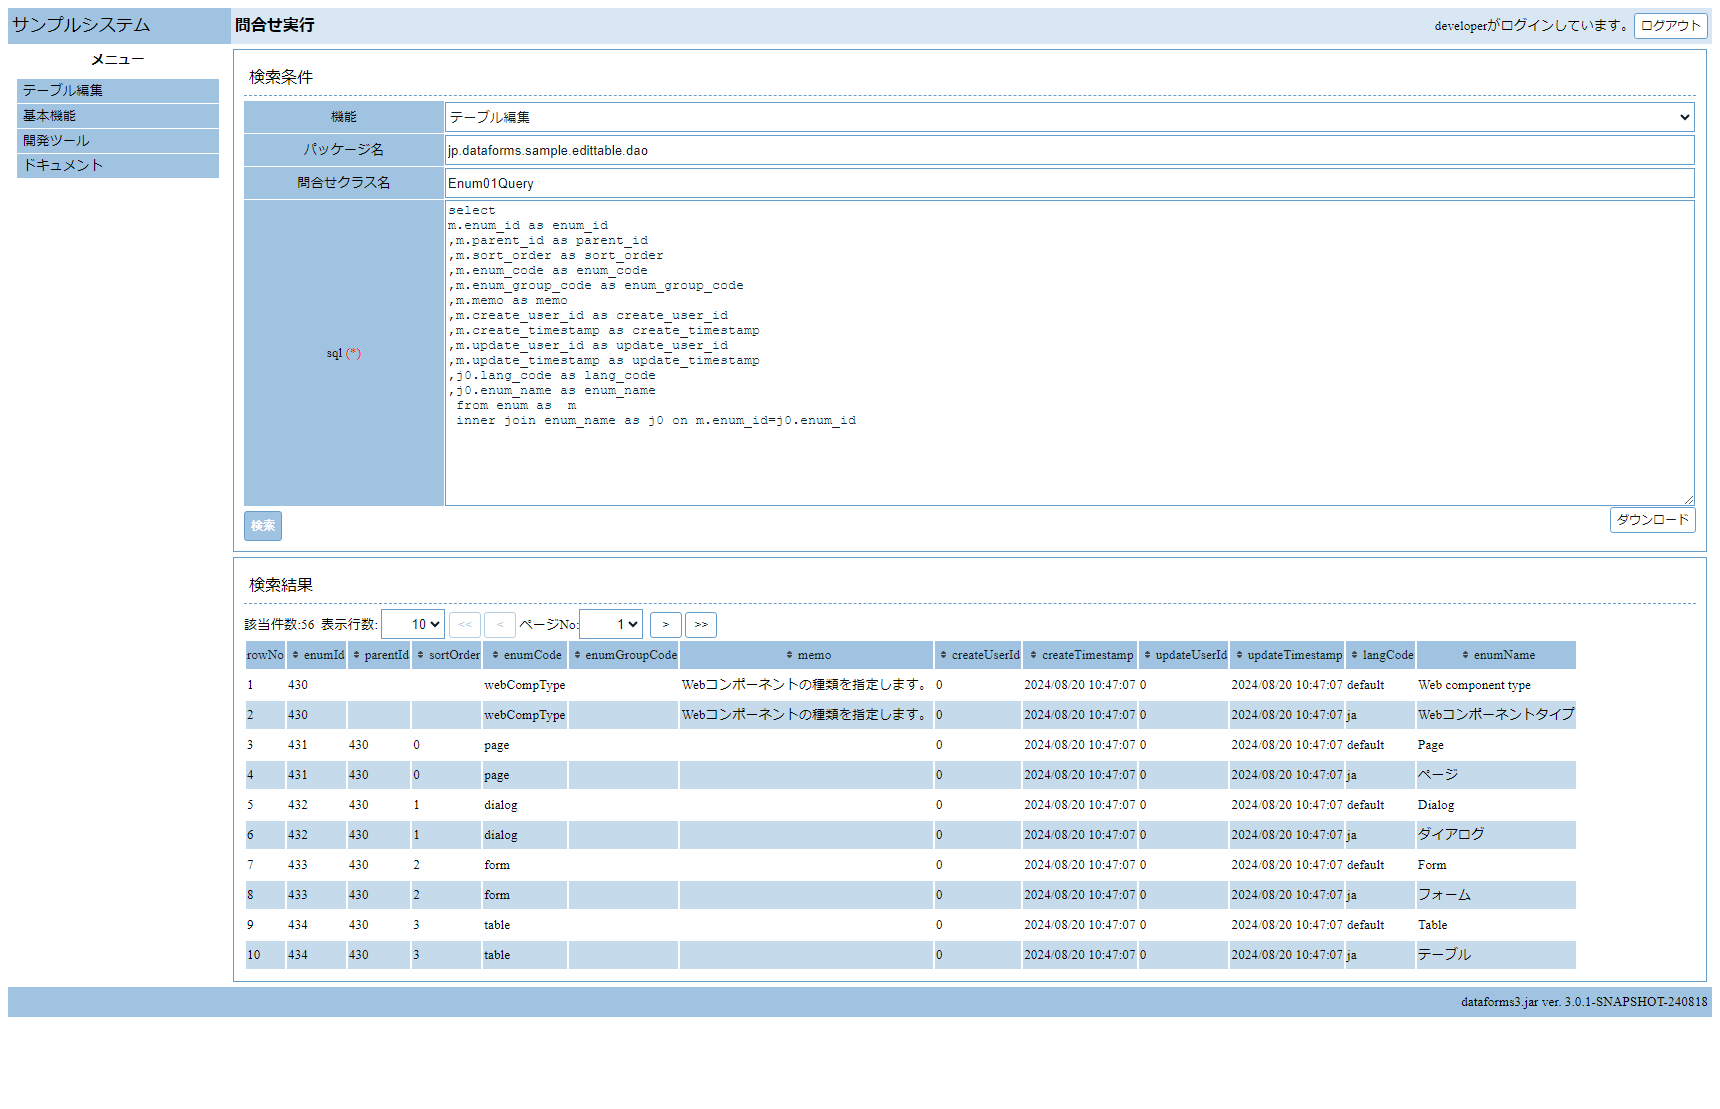 サンプルシステム
問合せ実行
developerがログインしています。 ログアウト
メニュー
テーブル編集
基本機能
開発ツール
ドキュメント
検索条件
機能 テーブル編集
パッケージ名 jp.dataforms.sample.edittable.dao
問合せクラス名 Enum01Query
sql (*)
select
m.enum_id as enum_id
,m.parent_id as parent_id
,m.sort_order as sort_order
,m.enum_code as enum_code
,m.enum_group_code as enum_group_code
,m.memo as memo
,m.create_user_id as create_user_id
,m.create_timestamp as create_timestamp
,m.update_user_id as update_user_id
,m.update_timestamp as update_timestamp
,j0.lang_code as lang_code
,j0.enum_name as enum_name
from enum as  m
inner join enum_name as j0 on m.enum_id=j0.enum_id
検索 ダウンロード
検索結果
該当件数:56 表示行数: 10 << < ページNo: 1 > >>
rowNo enumId parentId sortOrder enumCode enumGroupCode memo createUserId createTimestamp updateUserId updateTimestamp langCode enumName
1 430 webCompType Webコンポーネントの種類を指定します。 0 2024/08/20 10:47:07 0 2024/08/20 10:47:07 default Web component type
2 430 webCompType Webコンポーネントの種類を指定します。 0 2024/08/20 10:47:07 0 2024/08/20 10:47:07 ja Webコンポーネントタイプ
3 431 430 0 page 0 2024/08/20 10:47:07 0 2024/08/20 10:47:07 default Page
4 431 430 0 page 0 2024/08/20 10:47:07 0 2024/08/20 10:47:07 ja ページ
5 432 430 1 dialog 0 2024/08/20 10:47:07 0 2024/08/20 10:47:07 default Dialog
6 432 430 1 dialog 0 2024/08/20 10:47:07 0 2024/08/20 10:47:07 ja ダイアログ
7 433 430 2 form 0 2024/08/20 10:47:07 0 2024/08/20 10:47:07 default Form
8 433 430 2 form 0 2024/08/20 10:47:07 0 2024/08/20 10:47:07 ja フォーム
9 434 430 3 table 0 2024/08/20 10:47:07 0 2024/08/20 10:47:07 default Table
10 434 430 3 table 0 2024/08/20 10:47:07 0 2024/08/20 10:47:07 ja テーブル
dataforms3.jar ver. 3.0.1-SNAPSHOT-240818